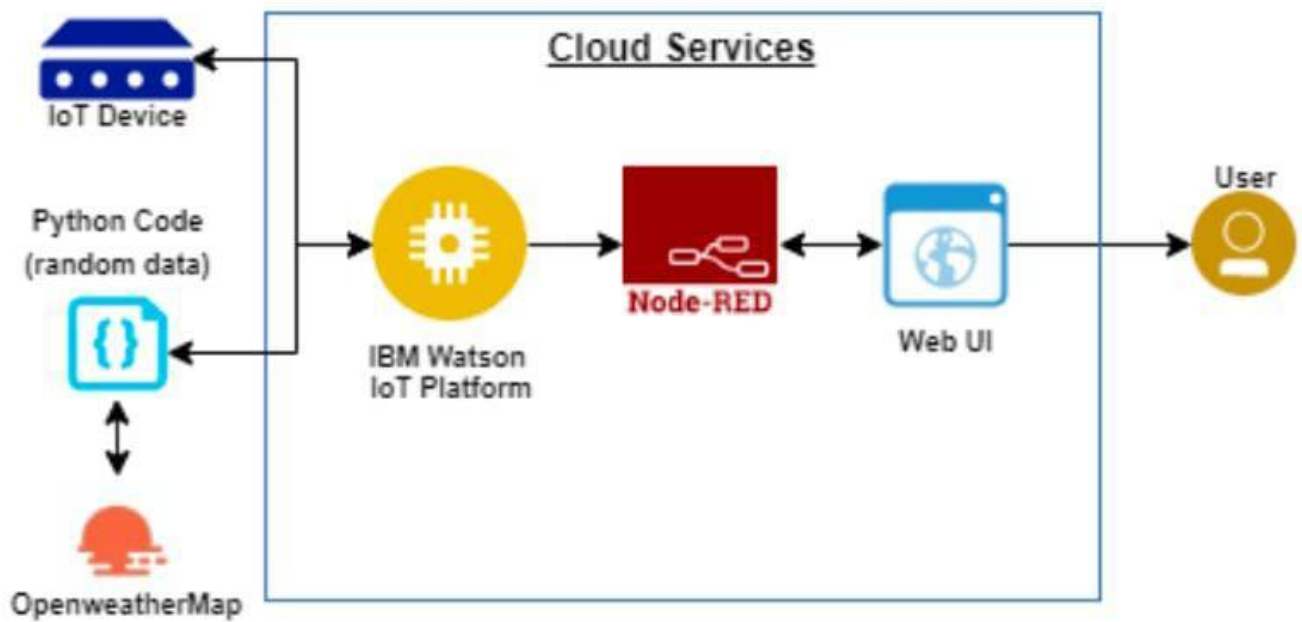 Cloud Services
IoT Device
Python Code
(random data)
IBM Watson
IoT Platform
Node-RED
Web UI
User
OpenweatherMap